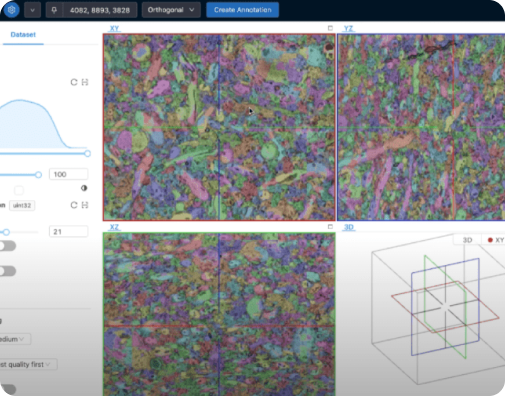 4082, 8893, 3828 Orthogonal Create Annotation
Dataset
XY
YZ
100
uint32
21
XZ
3D
3D XY
st quality first